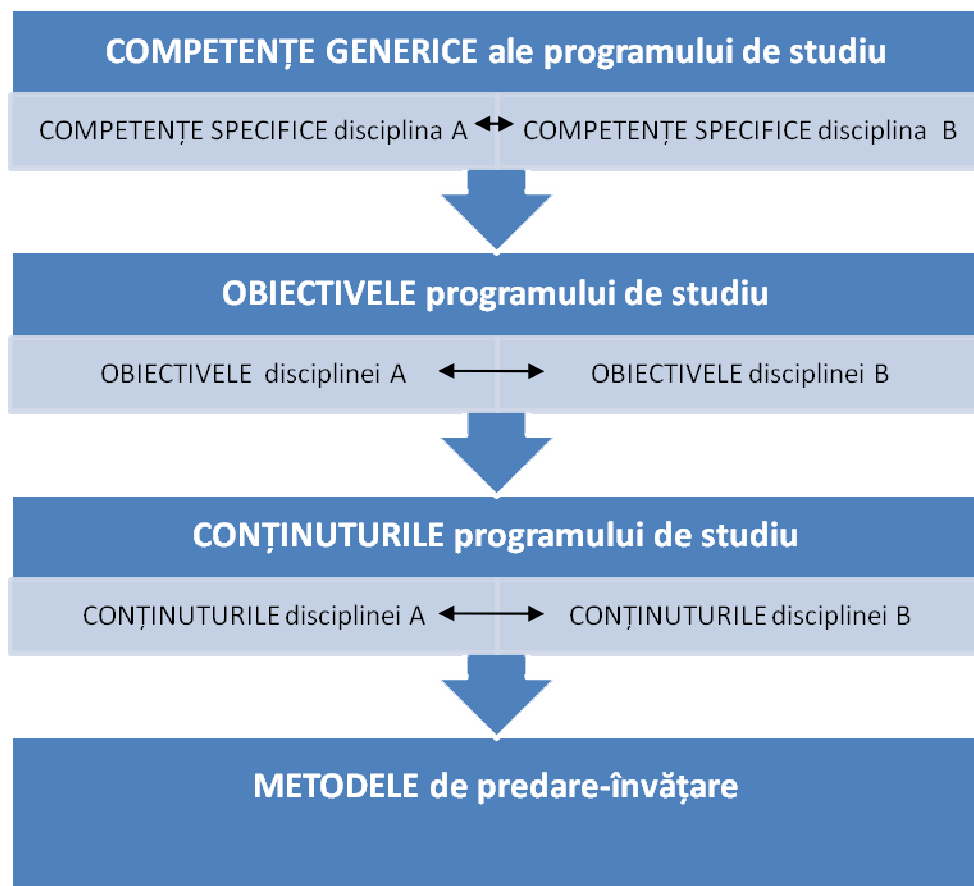 COMPETENȚE GENERICE ale programului de studiu
COMPETENȚE SPECIFICE disciplina A
COMPETENȚE SPECIFICE disciplina B
OBIECTIVELE programului de studiu
OBIECTIVELE disciplinei A
OBIECTIVELE disciplinei B
CONȚINUTURILE programului de studiu
CONȚINUTURILE disciplinei A
CONȚINUTURILE disciplinei B
METODELE de predare-învățare